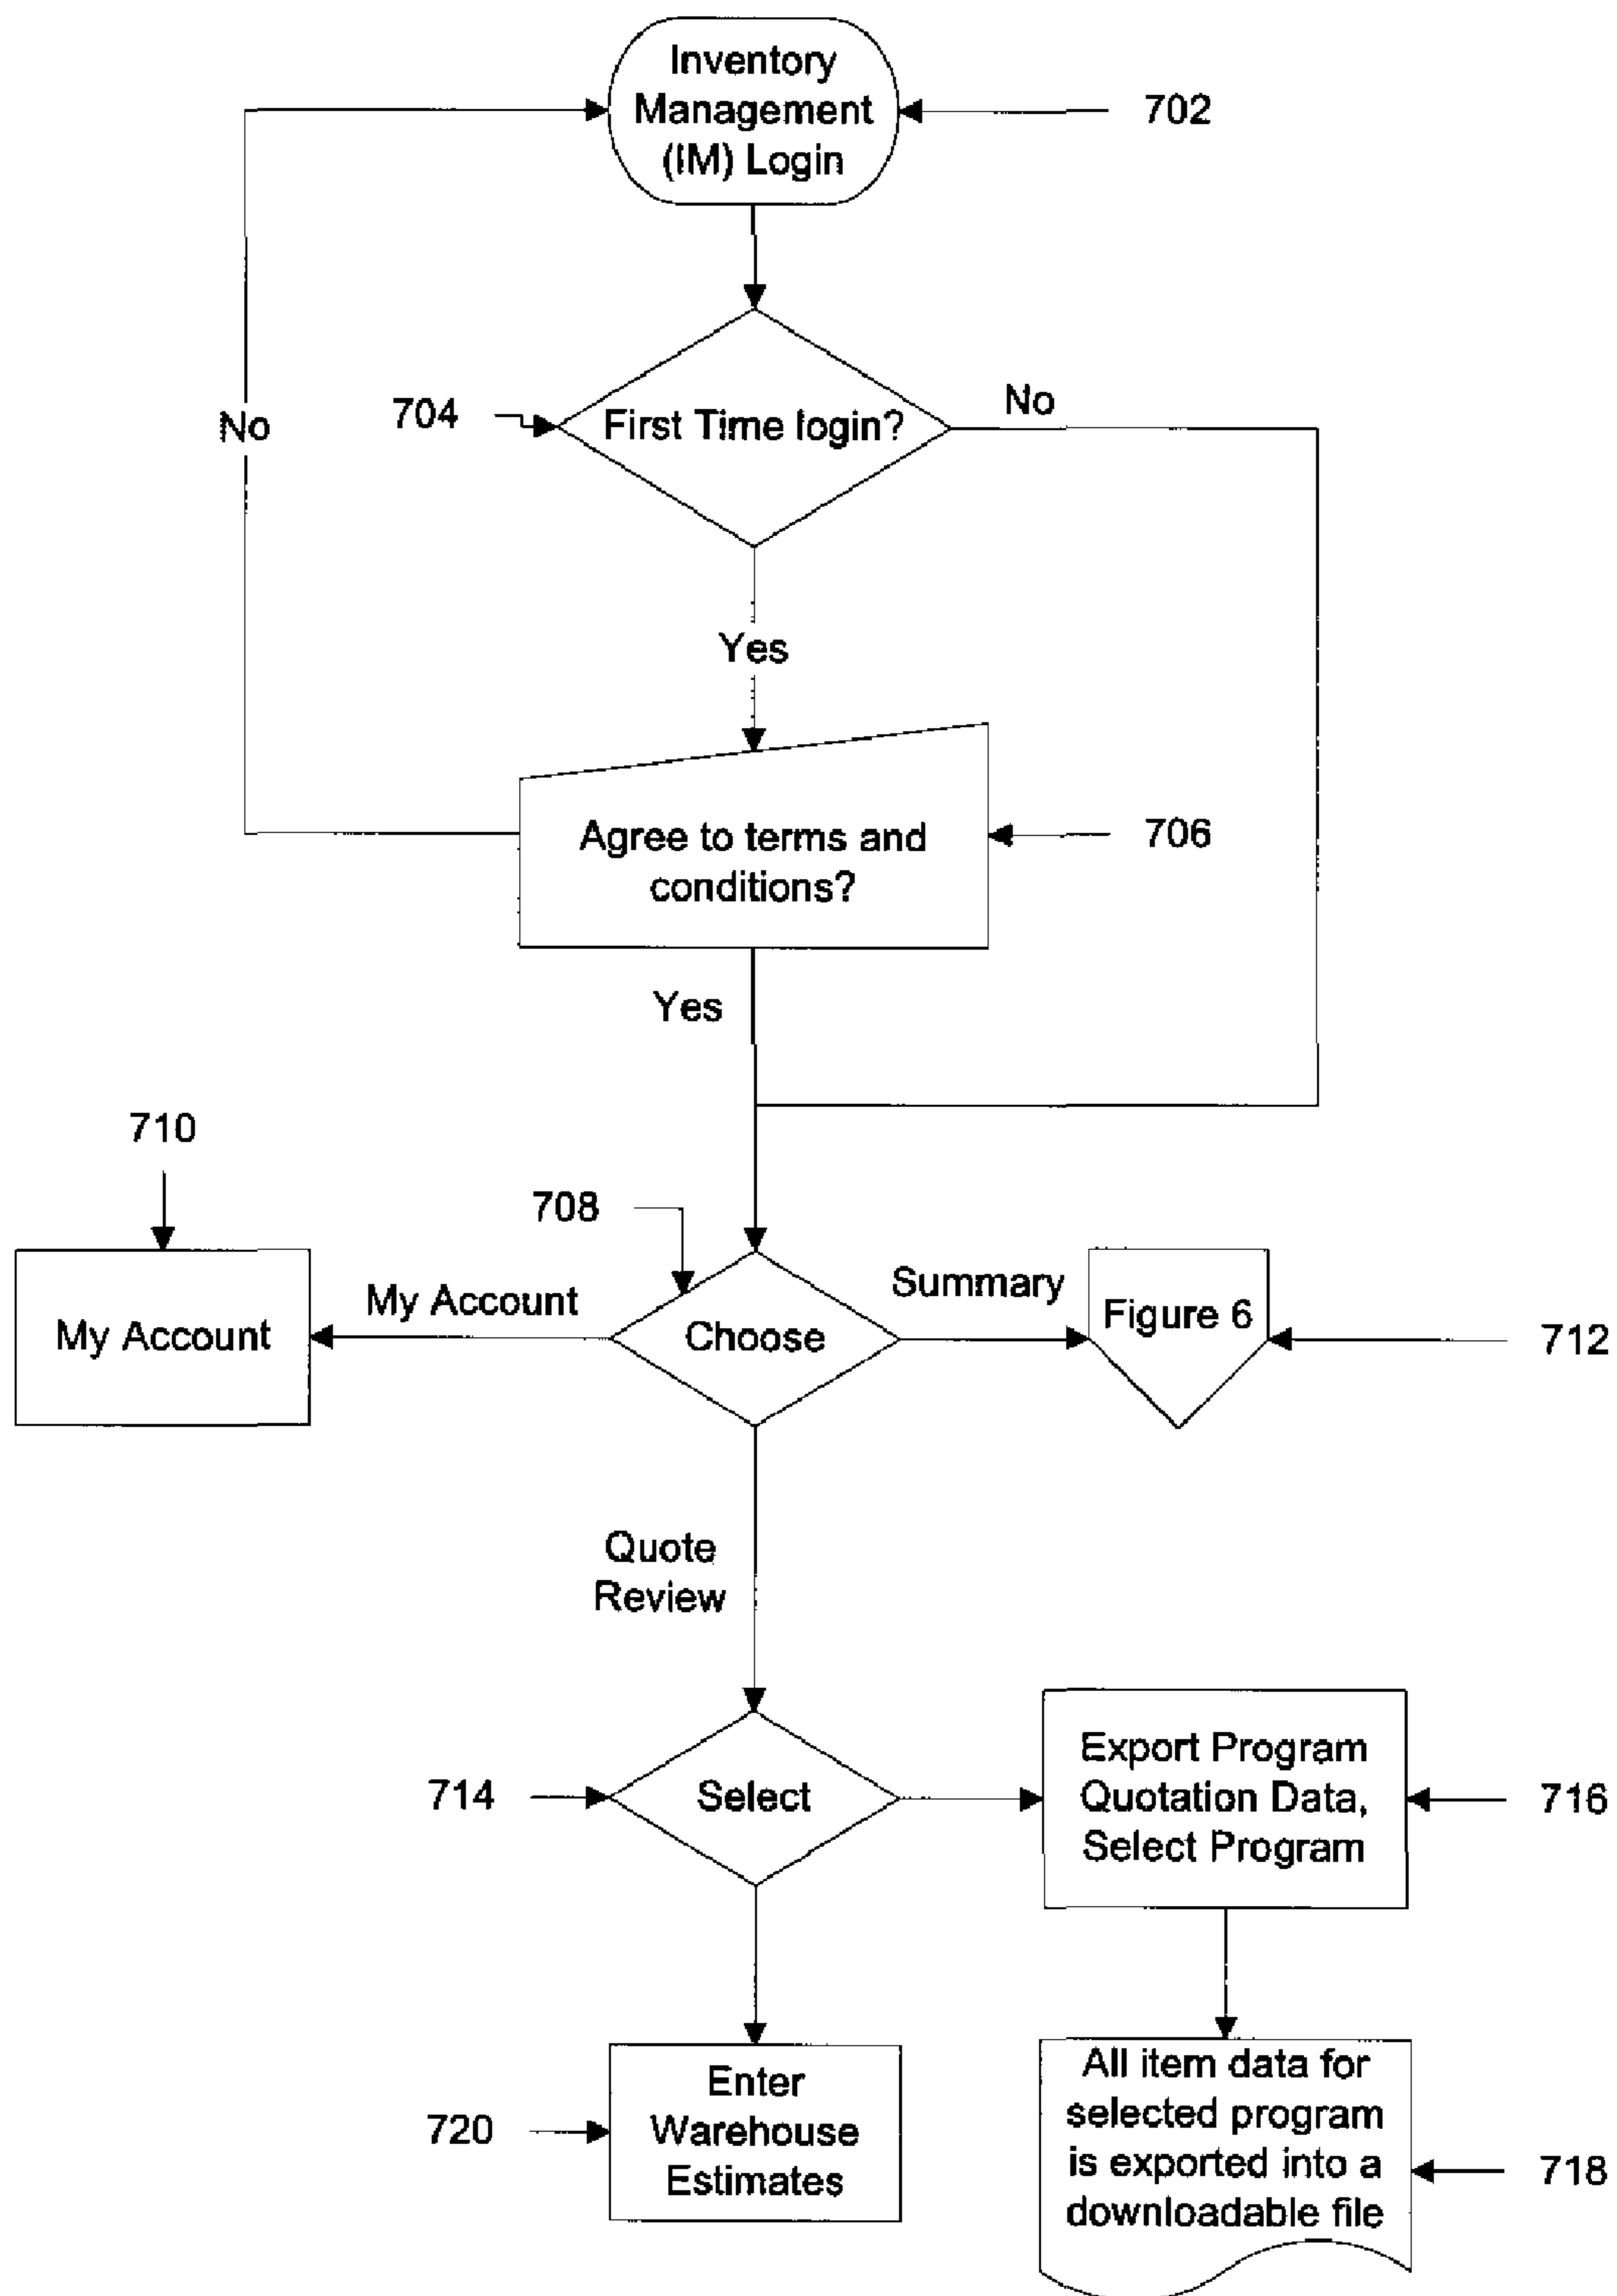 Inventory
Management
(IM) Login
702
704
First Time login?
No
No
Yes
Agree to terms and
conditions?
706
Yes
710
708
My Account
My Account
Choose
Summary
Figure 6
712
Quote
Review
714
Select
Export Program
Quotation Data,
Select Program
716
720
Enter
Warehouse
Estimates
All item data for
selected program
is exported into a
downloadable file
718